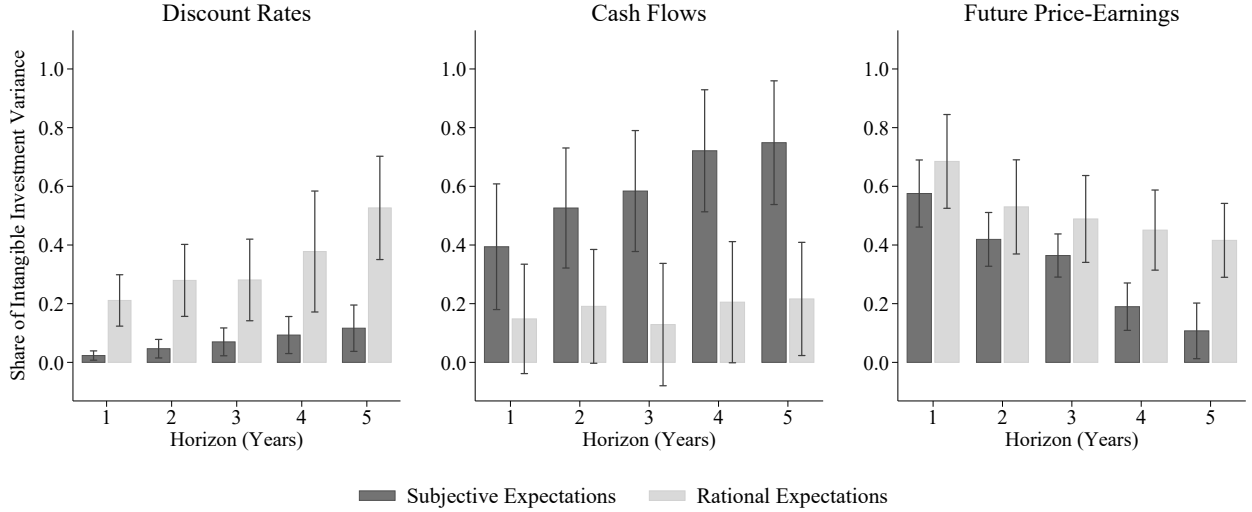 Discount Rates
Cash Flows
Future Price-Earnings
Share of Intangible Investment Variance
1.0
0.8
0.6
0.4
0.2
0.0
1 2 3 4 5
Horizon (Years)
1.0
0.8
0.6
0.4
0.2
0.0
1 2 3 4 5
Horizon (Years)
1.0
0.8
0.6
0.4
0.2
0.0
1 2 3 4 5
Horizon (Years)
Subjective Expectations
Rational Expectations